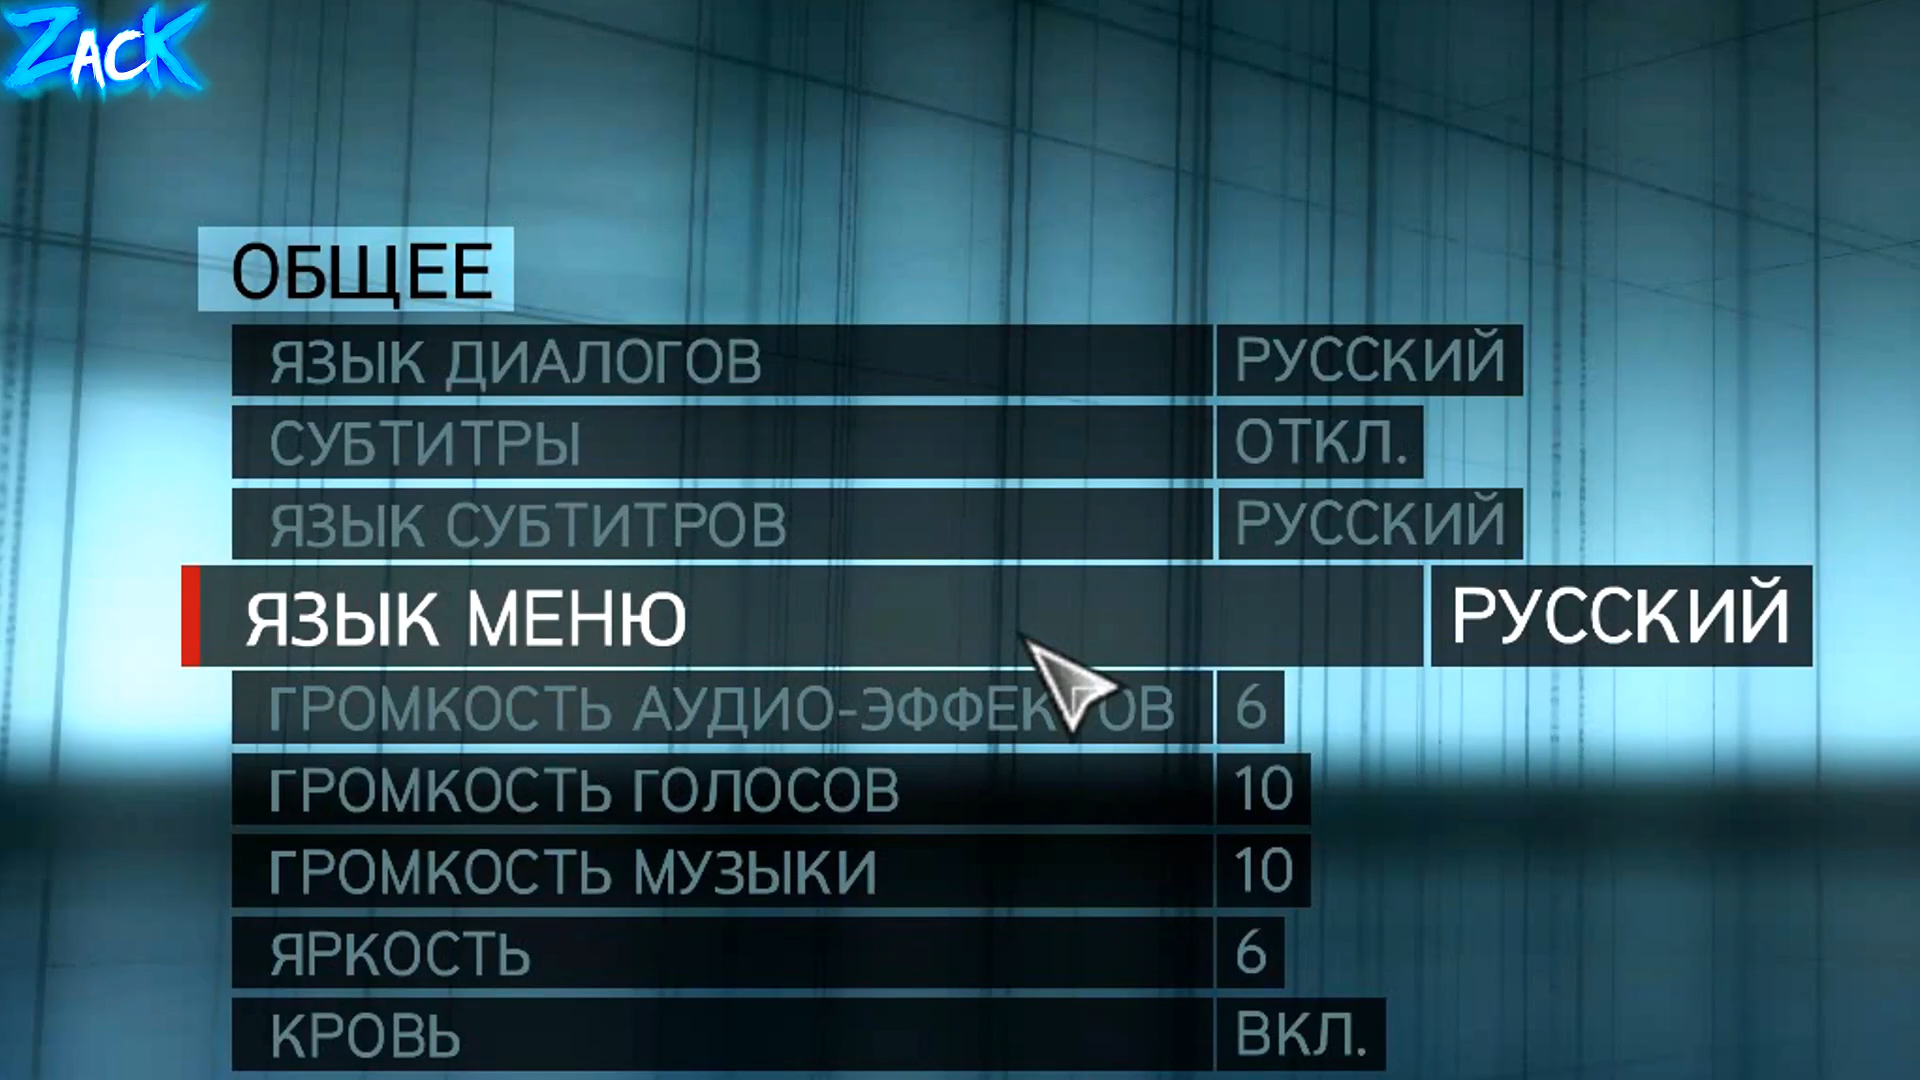 ZACK
ОБЩЕЕ
ЯЗЫК ДИАЛОГОВ РУССКИЙ
СУБТИТРЫ ОТКЛ.
ЯЗЫК СУБТИТРОВ РУССКИЙ
ЯЗЫК МЕНЮ РУССКИЙ
ГРОМКОСТЬ АУДИО-ЭФФЕКТОВ 6
ГРОМКОСТЬ ГОЛОСОВ 10
ГРОМКОСТЬ МУЗЫКИ 10
ЯРКОСТЬ 6
КРОВЬ ВКЛ.